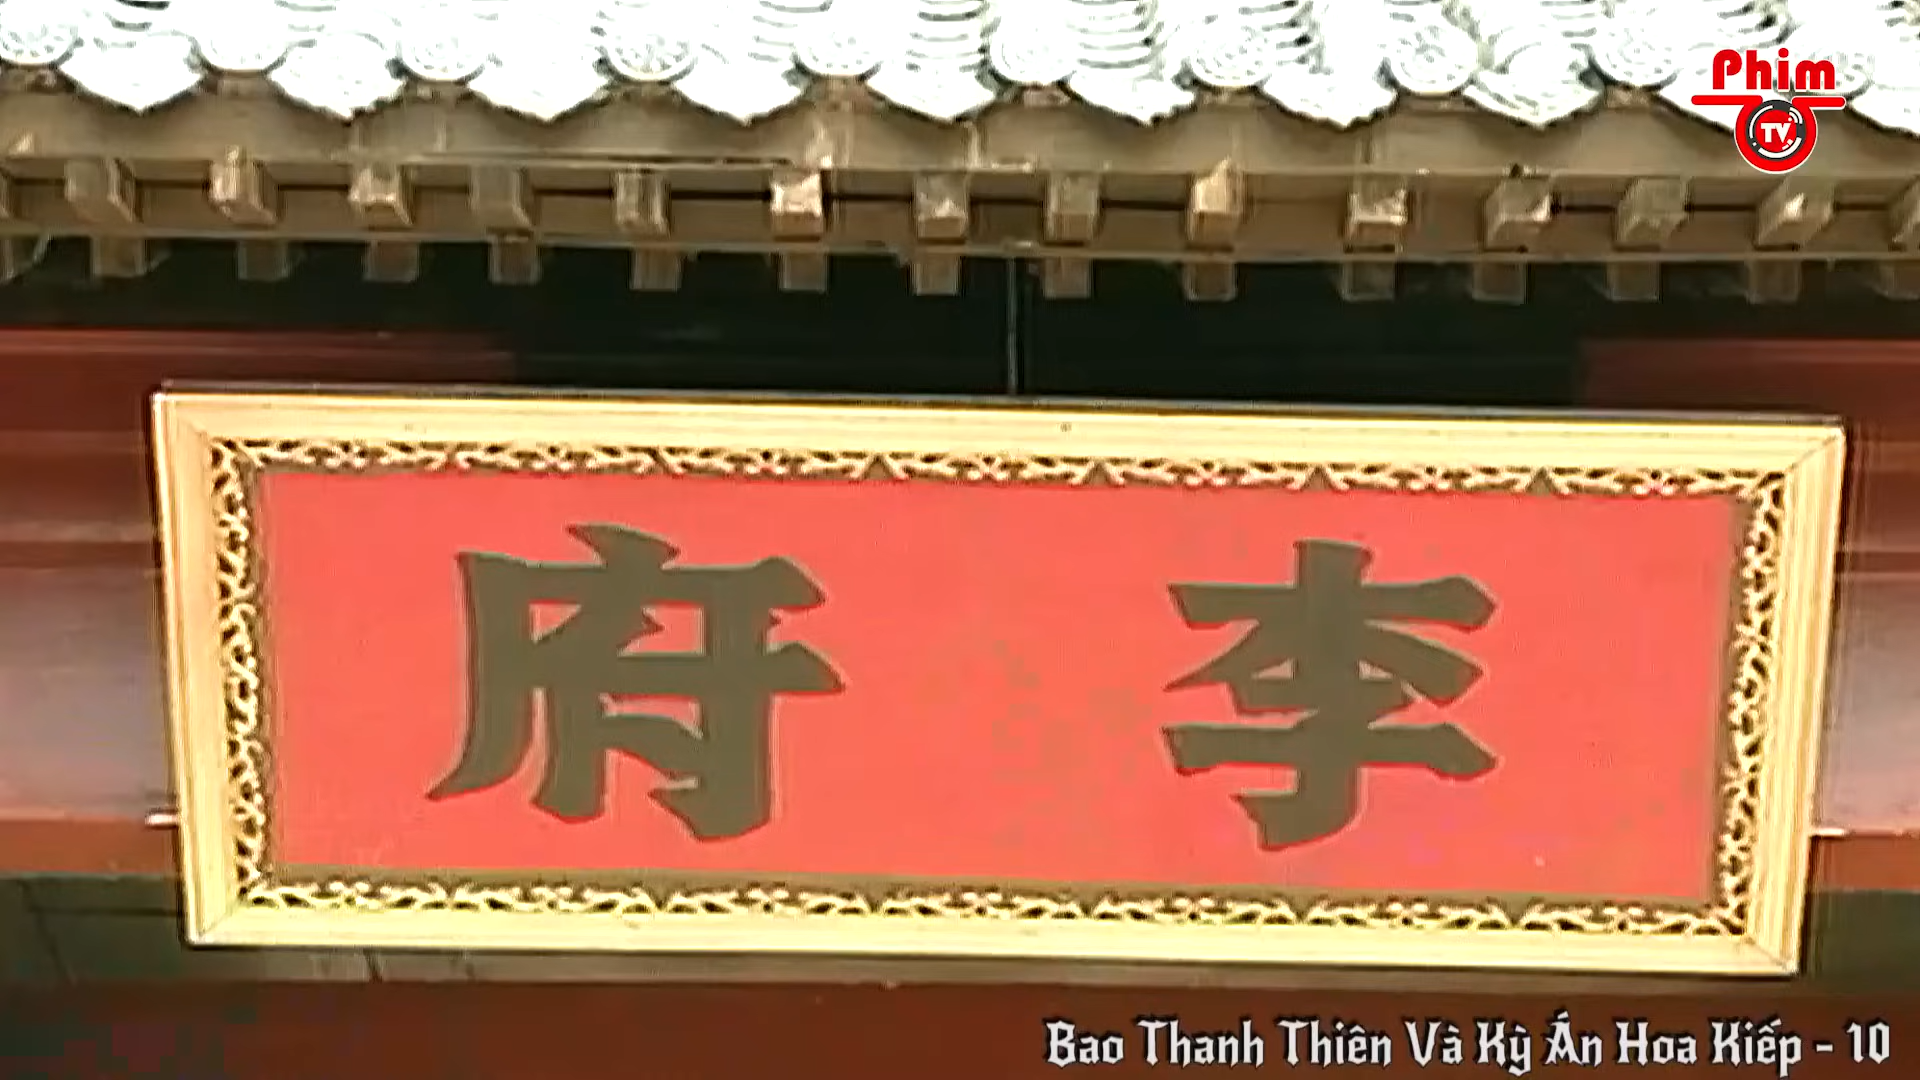 Phim
TV
府 李
Bao Thanh Thiên Và Kỳ Án Hoa Kiếp - 10